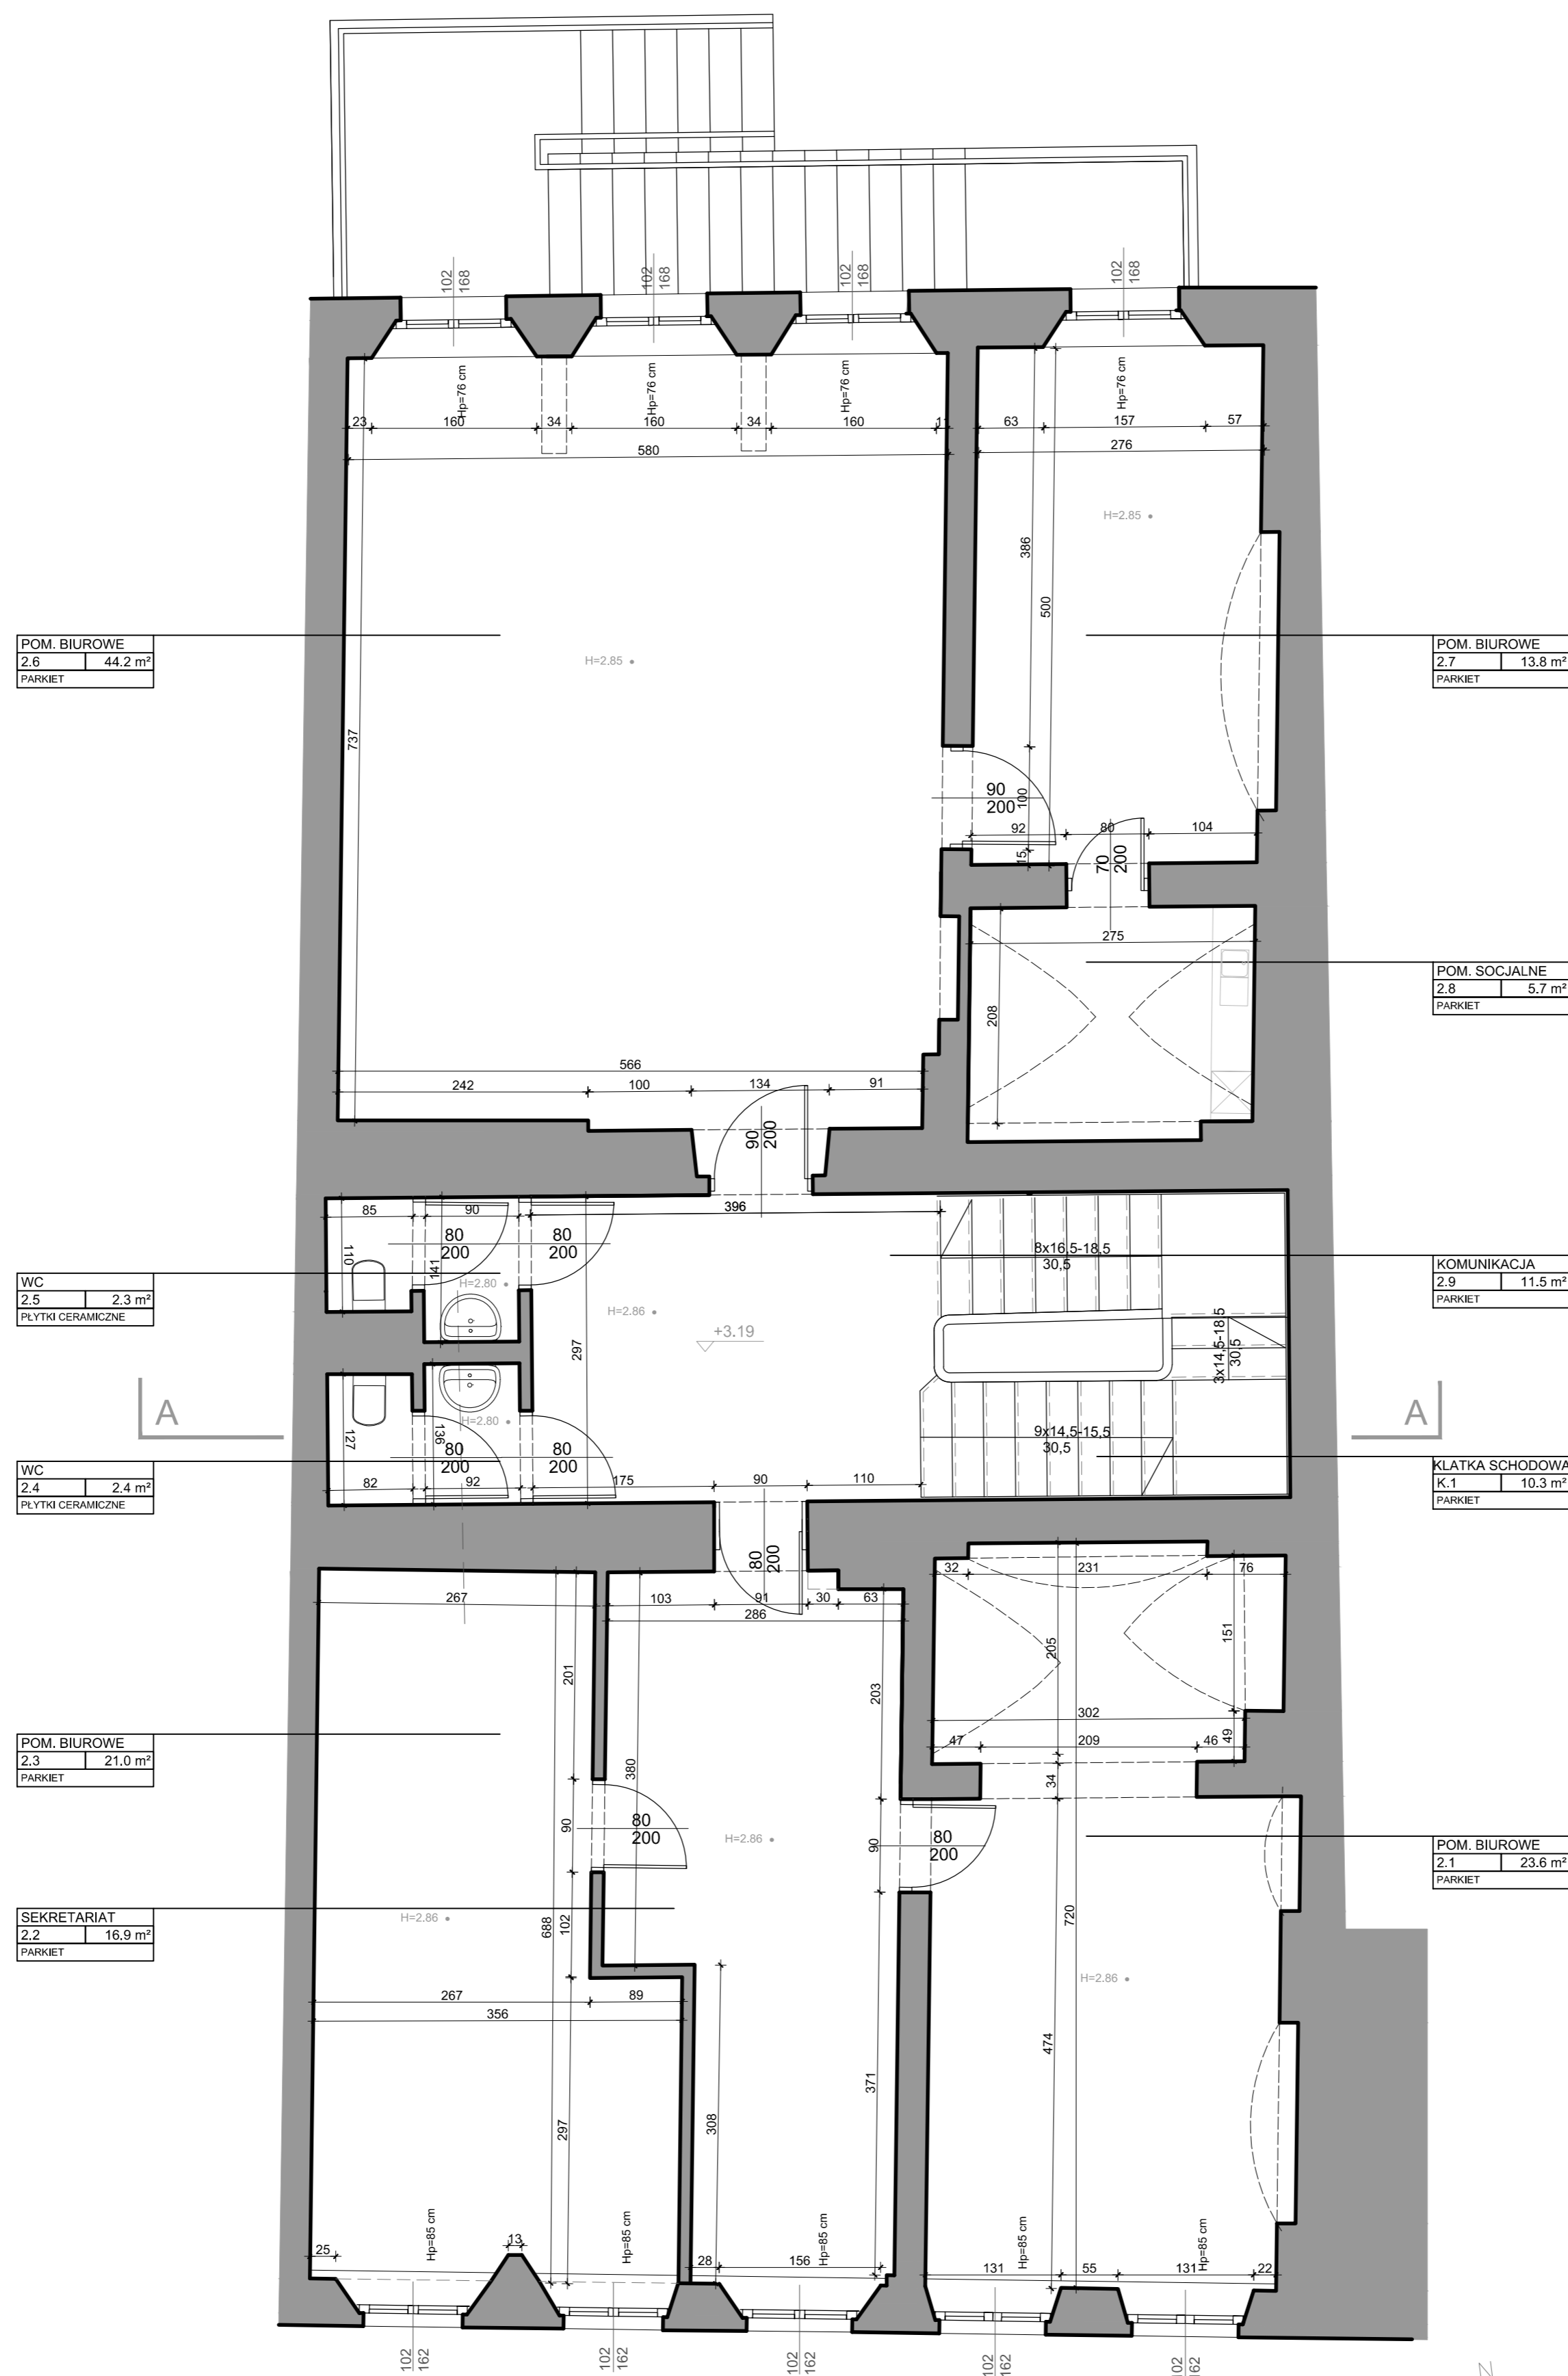 102
168
102
168
102
168
102
168
Hp=76 cm
Hp=76 cm
Hp=76 cm
Hp=76 cm
23
160
34
160
34
160
11
63
157
57
580
276
H=2.85
386
500
POM. BIUROWE
2.6 44.2 m²
PARKIET
H=2.85
POM. BIUROWE
2.7 13.8 m²
PARKIET
737
90
200
100
92
80
104
15
70
200
275
POM. SOCJALNE
2.8 5.7 m²
PARKIET
208
566
242
100
134
91
90
200
85
90
396
110
141
80
200
80
200
8x16,5-18,5
30,5
WC
2.5 2.3 m²
PŁYTKI CERAMICZNE
H=2.80
H=2.86
KOMUNIKACJA
2.9 11.5 m²
PARKIET
+3.19
297
3x14,5-18,5
30,5
A
A
H=2.80
127
136
80
200
80
200
9x14,5-15,5
30,5
WC
2.4 2.4 m²
PŁYTKI CERAMICZNE
KLATKA SCHODOWA
K.1 10.3 m²
PARKIET
82
92
175
90
110
80
200
267
103
91
30
63
286
32
231
76
201
205
151
203
302
47
209
46
49
POM. BIUROWE
2.3 21.0 m²
PARKIET
380
34
90
80
200
H=2.86
90
80
200
POM. BIUROWE
2.1 23.6 m²
PARKIET
SEKRETARIAT
2.2 16.9 m²
PARKIET
H=2.86
688
102
720
H=2.86
267
89
356
474
371
297
308
Hp=85 cm
Hp=85 cm
Hp=85 cm
Hp=85 cm
Hp=85 cm
25
13
28
156
131
55
131
22
102
162
102
162
102
162
102
162
102
162
N